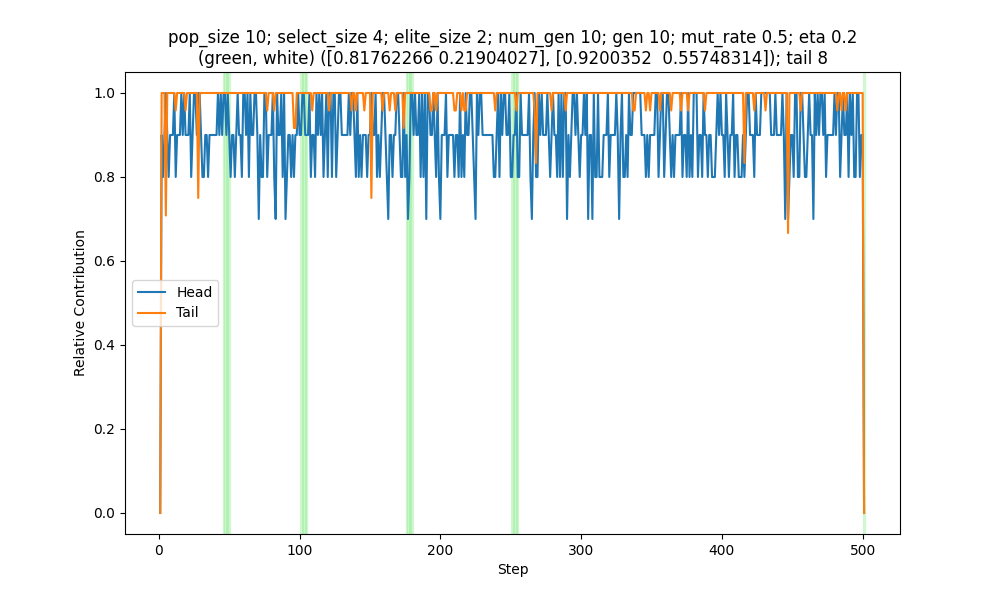 pop_size 10; select_size 4; elite_size 2; num_gen 10; gen 10; mut_rate 0.5; eta 0.2
(green, white) ([0.81762266 0.21904027], [0.9200352  0.55748314]); tail 8
1.0
0.8
0.6
0.4
0.2
0.0
Relative Contribution
Head
Tail
0
100
200
300
400
500
Step